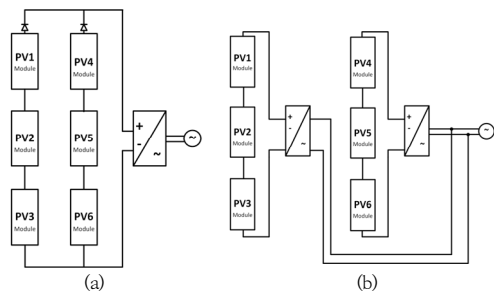 PV1
Module
PV2
Module
PV3
Module
PV4
Module
PV5
Module
PV6
Module
+
-
~
~
(a)
PV1
Module
PV2
Module
PV3
Module
+
-
~
PV4
Module
PV5
Module
PV6
Module
+
-
~
~
(b)